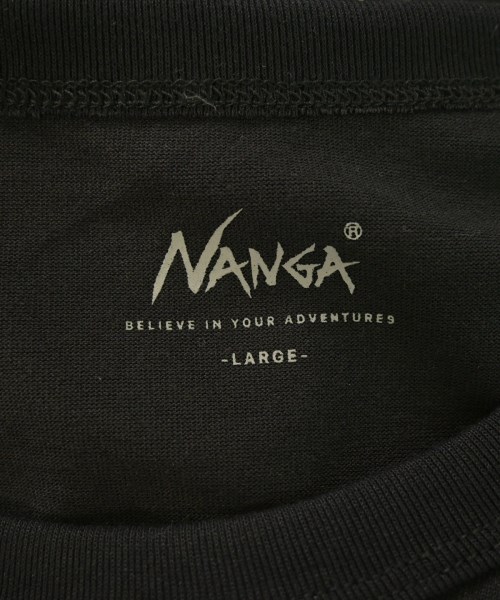 NANGA®
BELIEVE IN YOUR ADVENTURES
-LARGE-